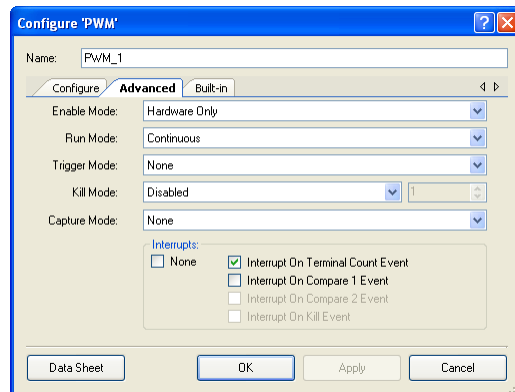 Configure 'PWM'
Name: PWM_1
Configure Advanced Built-in
Enable Mode: Hardware Only
Run Mode: Continuous
Trigger Mode: None
Kill Mode: Disabled 1
Capture Mode: None
Interrupts:
None Interrupt On Terminal Count Event
Interrupt On Compare 1 Event
Interrupt On Compare 2 Event
Interrupt On Kill Event
Data Sheet OK Apply Cancel